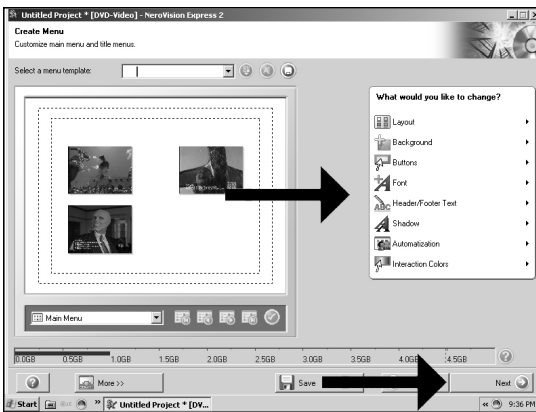 Untitled Project * [DVD-Video] - NeroVision Express 2
Create Menu
Customize main menu and title menus.
Select a menu template:
What would you like to change?
Layout
Background
Buttons
Font
ABC Header/Footer Text
Shadow
Automatization
Interaction Colors
Main Menu
0.0GB 0.5GB 1.0GB 1.5GB 2.0GB 2.5GB 3.0GB 3.5GB 4.0GB 4.5GB
More >> Save Next
Start » Untitled Project * [DV... « 9:36 PM